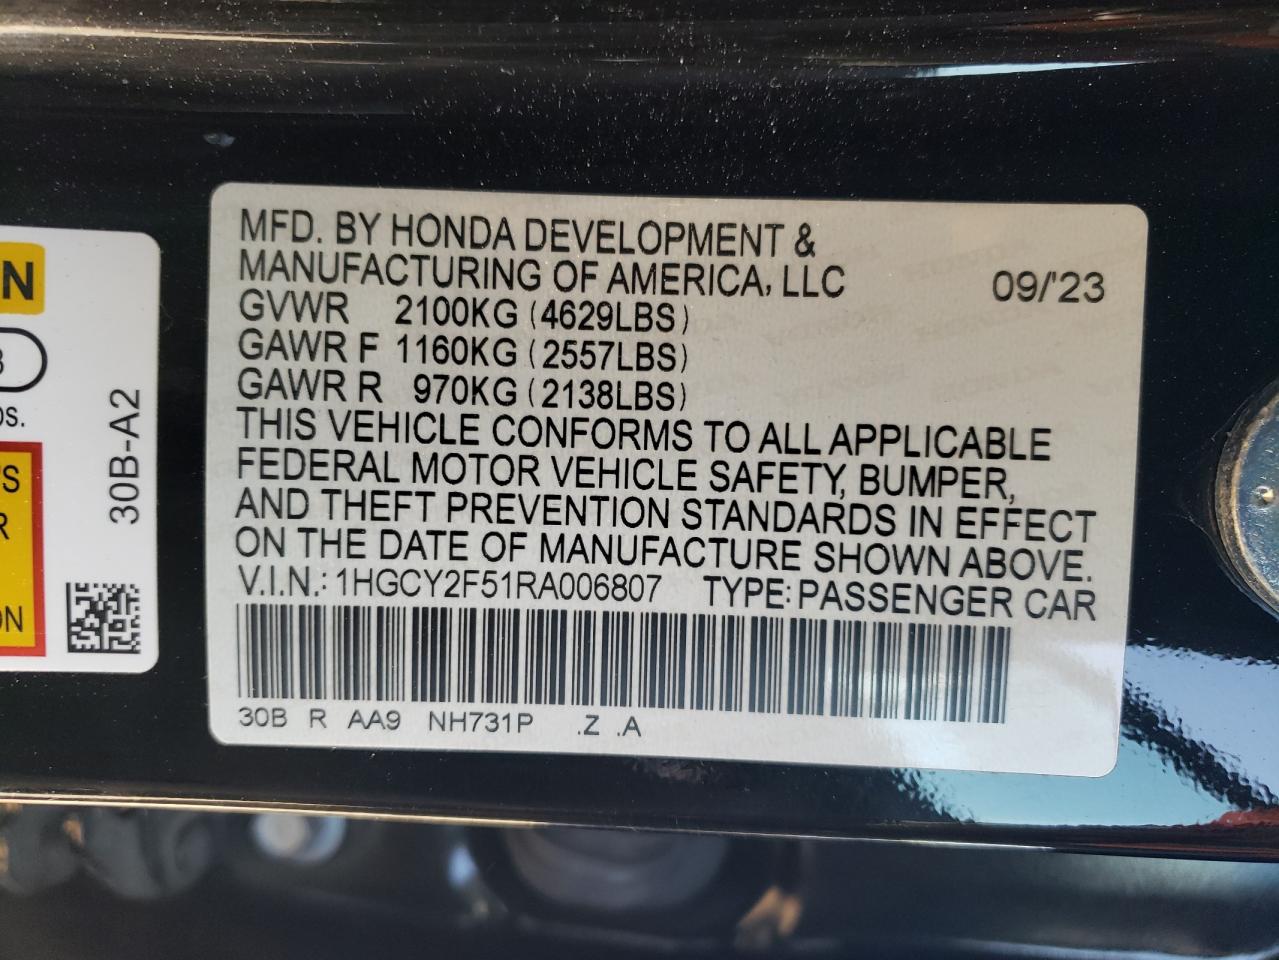 MFD. BY HONDA DEVELOPMENT &
MANUFACTURING OF AMERICA, LLC 09/'23
GVWR 2100KG (4629LBS)
GAWR F 1160KG (2557LBS)
GAWR R 970KG (2138LBS)
THIS VEHICLE CONFORMS TO ALL APPLICABLE
FEDERAL MOTOR VEHICLE SAFETY, BUMPER,
AND THEFT PREVENTION STANDARDS IN EFFECT
ON THE DATE OF MANUFACTURE SHOWN ABOVE.
V.I.N.: 1HGCY2F51RA006807 TYPE: PASSENGER CAR
30B R AA9 NH731P .Z .A
30B-A2